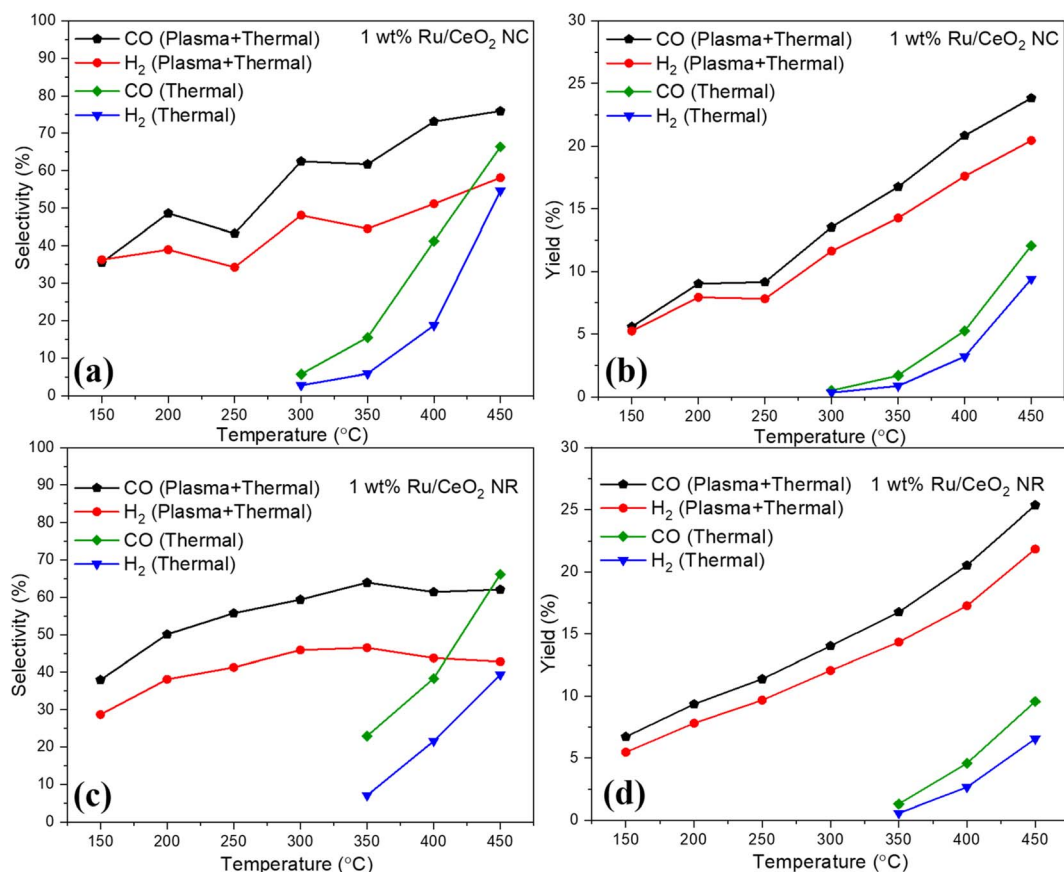 100
90
80
70
60
50
40
30
20
10
0
Selectivity (%)
CO (Plasma+Thermal)
H₂ (Plasma+Thermal)
CO (Thermal)
H₂ (Thermal)
1 wt% Ru/CeO₂ NC
(a)
150 200 250 300 350 400 450
Temperature (°C)
30
25
20
15
10
5
0
Yield (%)
CO (Plasma+Thermal)
H₂ (Plasma+Thermal)
CO (Thermal)
H₂ (Thermal)
1 wt% Ru/CeO₂ NC
(b)
150 200 250 300 350 400 450
Temperature (°C)
100
90
80
70
60
50
40
30
20
10
0
Selectivity (%)
CO (Plasma+Thermal)
H₂ (Plasma+Thermal)
CO (Thermal)
H₂ (Thermal)
1 wt% Ru/CeO₂ NR
(c)
150 200 250 300 350 400 450
Temperature (°C)
30
25
20
15
10
5
0
Yield (%)
CO (Plasma+Thermal)
H₂ (Plasma+Thermal)
CO (Thermal)
H₂ (Thermal)
1 wt% Ru/CeO₂ NR
(d)
150 200 250 300 350 400 450
Temperature (°C)